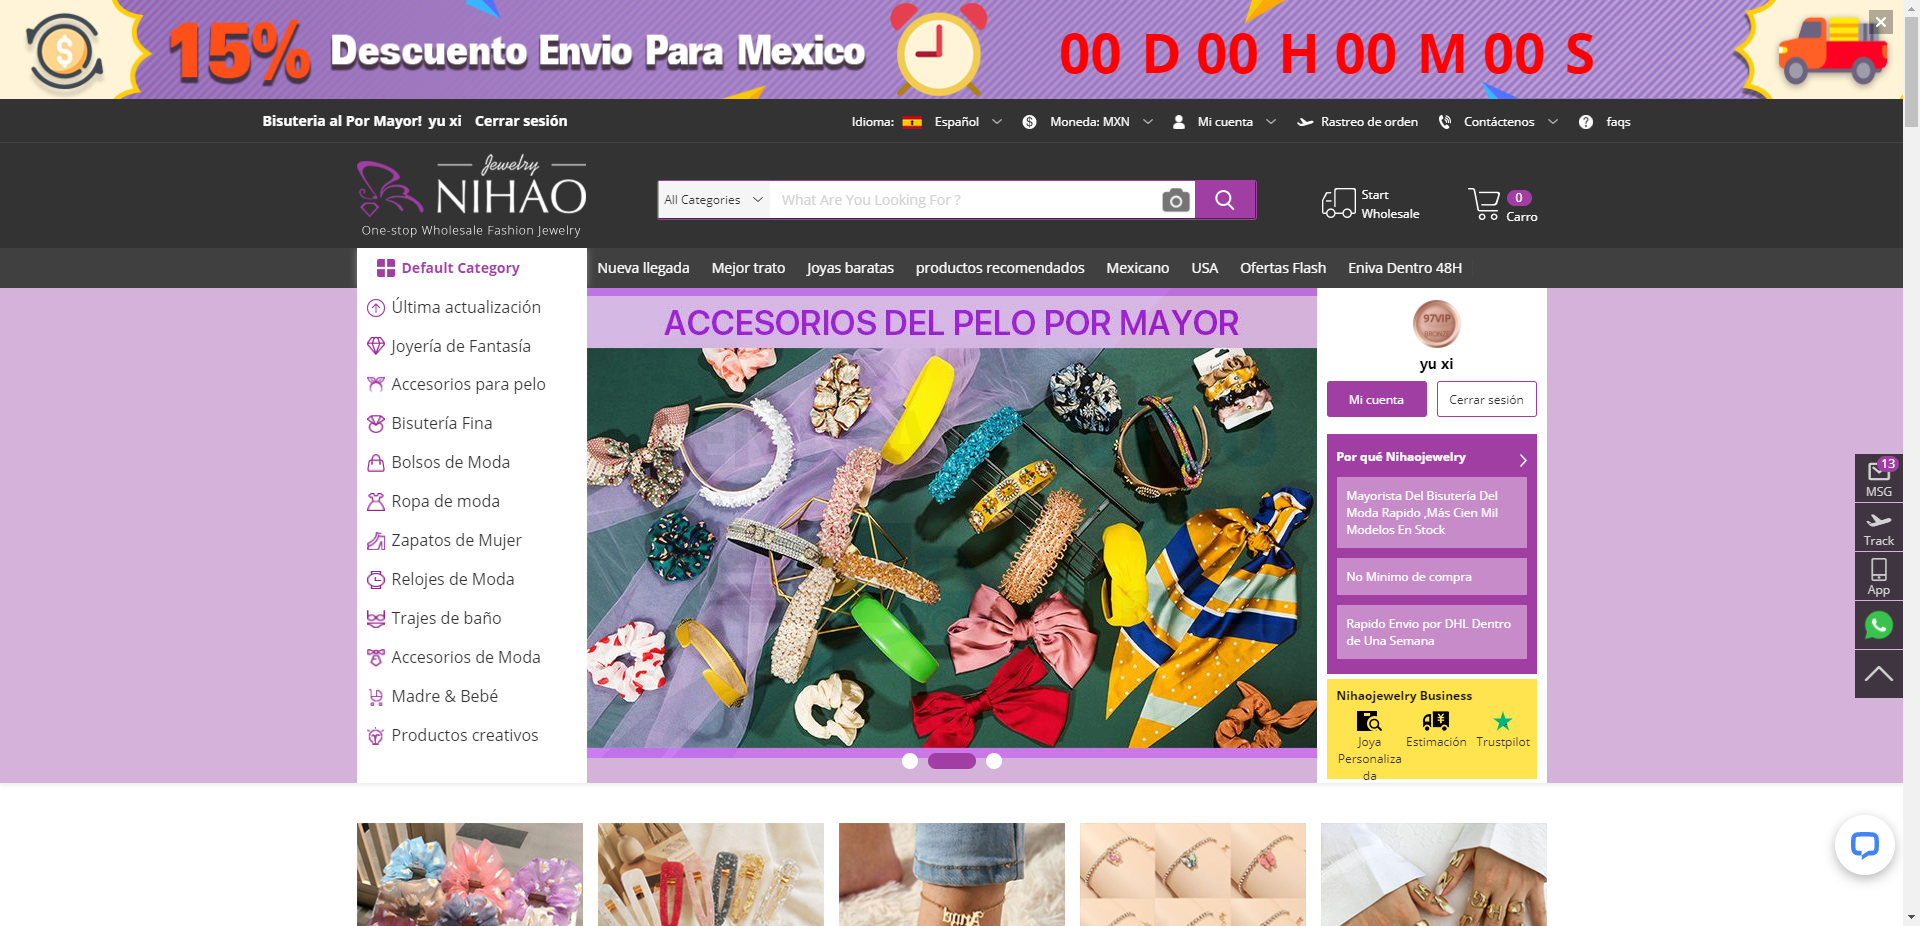 15% Descuento Envio Para Mexico 00 D 00 H 00 M 00 S
Bisuteria al Por Mayor! yu xi Cerrar sesión
Idioma: Español Moneda: MXN Mi cuenta Rastreo de orden Contáctenos faqs
Jewelry
NIHAO
One-stop Wholesale Fashion Jewelry
All Categories What Are You Looking For ?
Start
Wholesale
0
Carro
Default Category
Nueva llegada Mejor trato Joyas baratas productos recomendados Mexicano USA Ofertas Flash Eniva Dentro 48H
Última actualización
Joyería de Fantasía
Accesorios para pelo
Bisutería Fina
Bolsos de Moda
Ropa de moda
Zapatos de Mujer
Relojes de Moda
Trajes de baño
Accesorios de Moda
Madre & Bebé
Productos creativos
ACCESORIOS DEL PELO POR MAYOR
97VIP
BRONZE
yu xi
Mi cuenta Cerrar sesión
Por qué Nihaojewelry
Mayorista Del Bisutería Del
Moda Rapido ,Más Cien Mil
Modelos En Stock
No Minimo de compra
Rapido Envio por DHL Dentro
de Una Semana
Nihaojewelry Business
Joya
Personaliza
da
Estimación
Trustpilot
13
MSG
Track
App